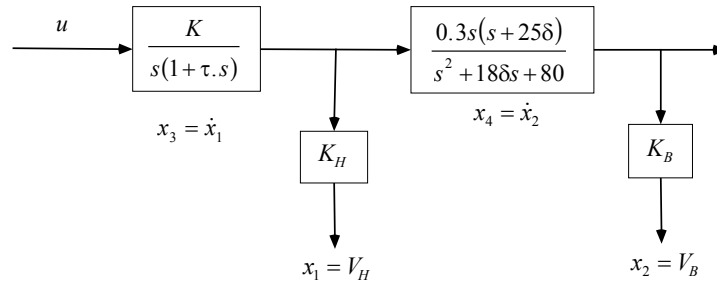 u
K
s(1+τ.s)
0.3s(s+25δ)
s²+18δs+80
x₃ = ẋ₁
x₄ = ẋ₂
K_H
K_B
x₁ = V_H
x₂ = V_B